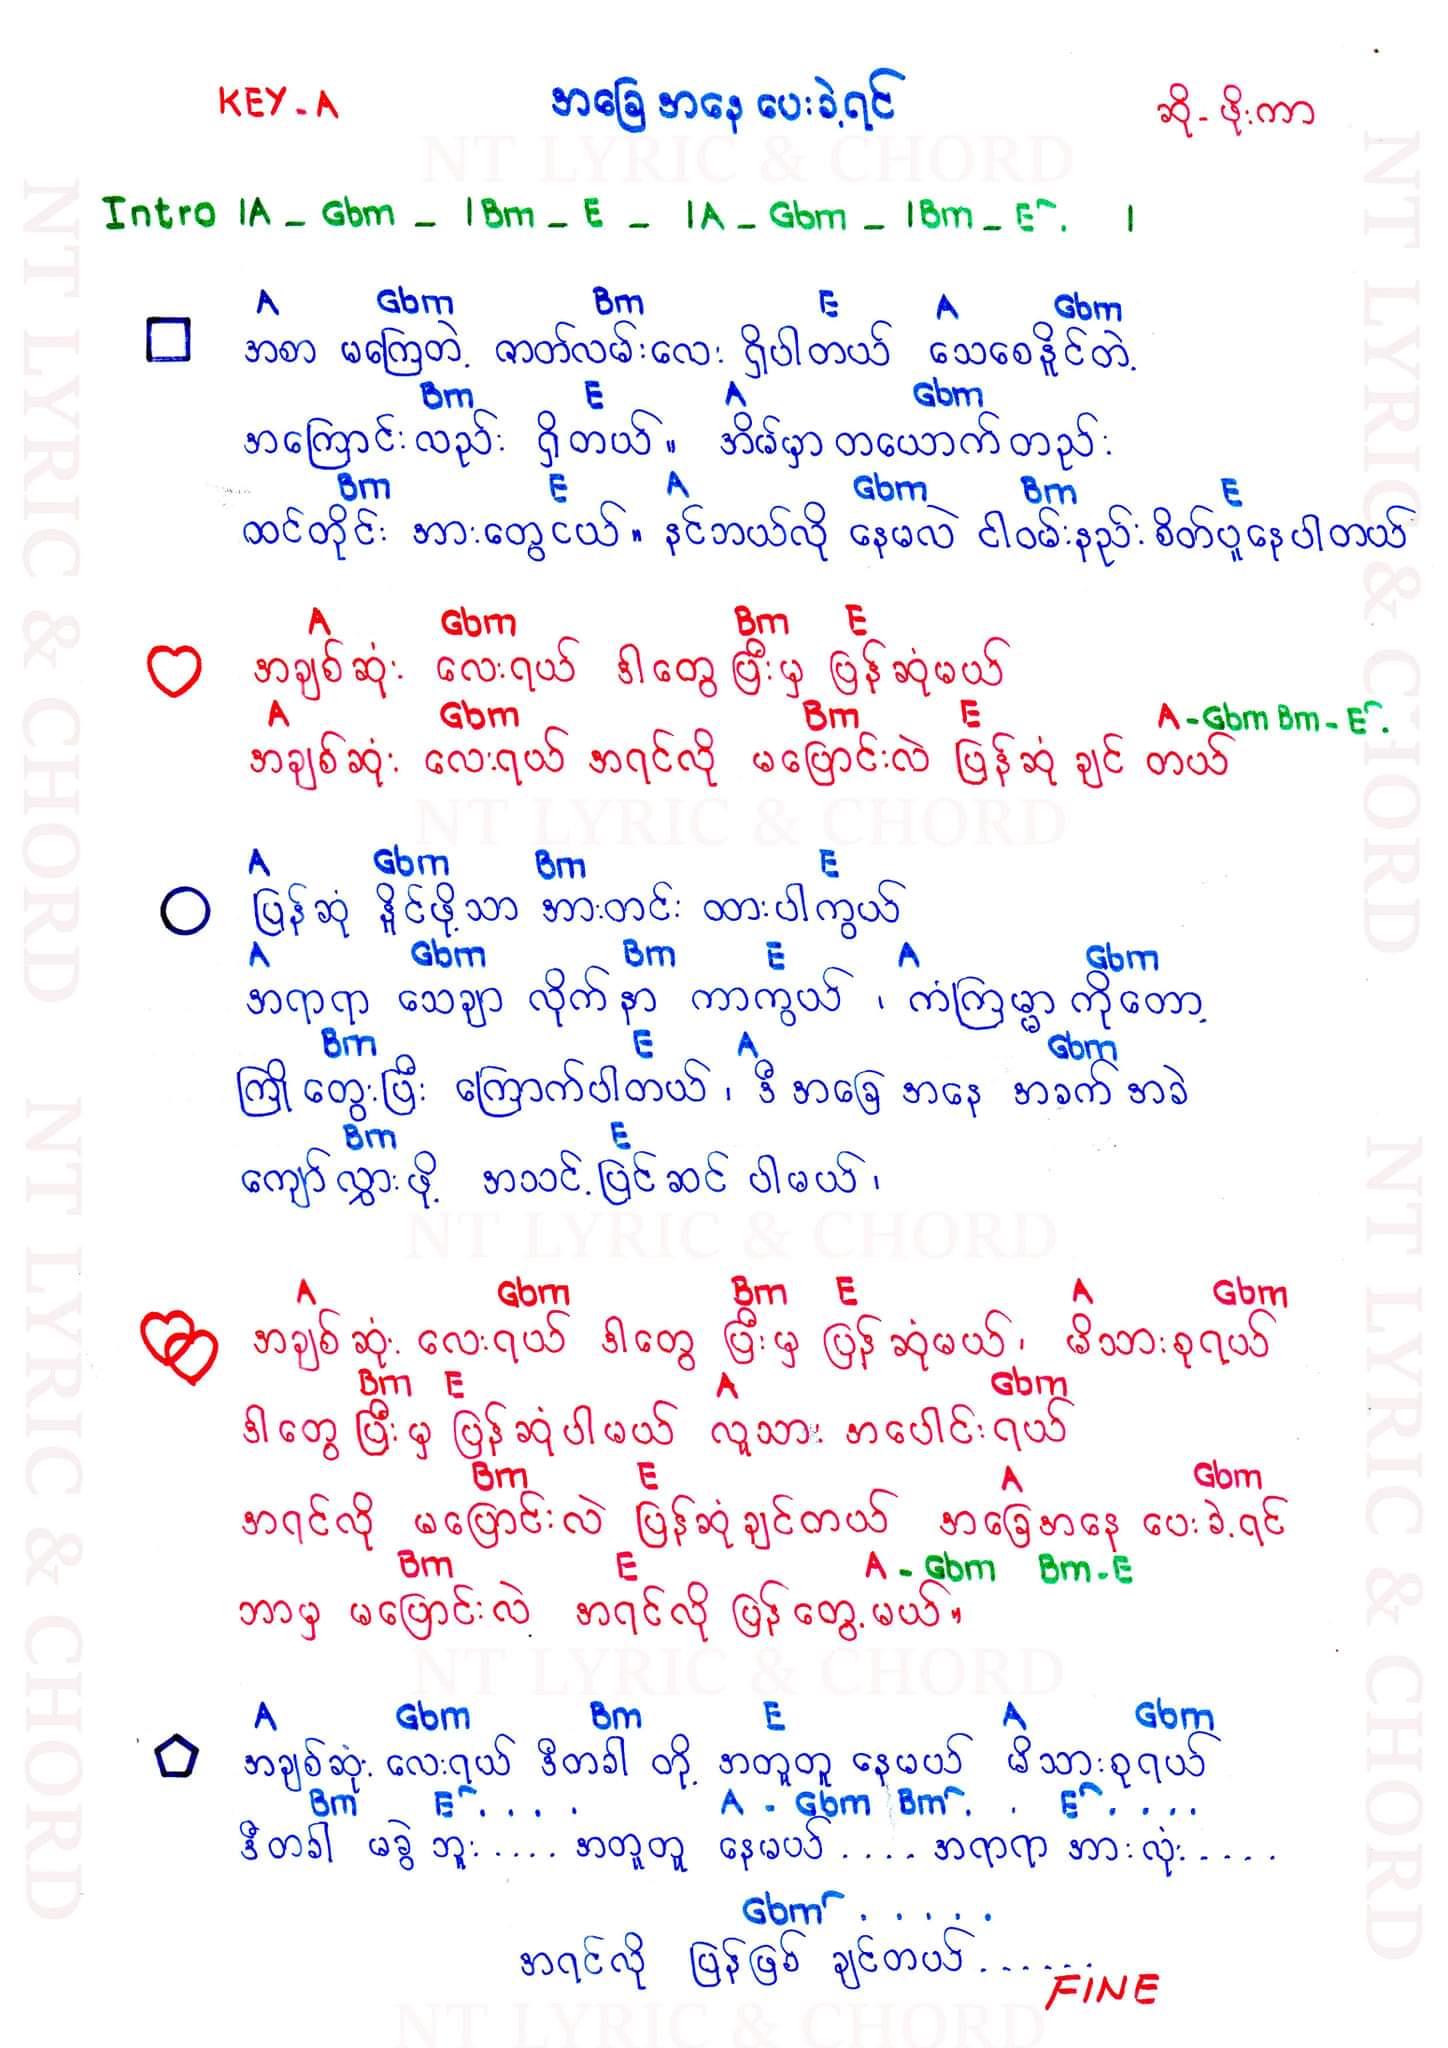 KEY - A
အခြေအနေပေးခဲ့ရင်
ဆို - ဖိုးကာ
Intro |A _ Gbm _ |Bm _ E _ |A _ Gbm _ |Bm _ E⌒. |
A Gbm Bm E A Gbm
အစာ မကြေတဲ့ ဇာတ်လမ်းလေး ရှိပါတယ် သေစေနိူင်တဲ့
Bm E A Gbm
အကြောင်းလည်း ရှိတယ်။ အိမ်မှာတယောက်တည်း
Bm E A Gbm Bm E
ထင်တိုင်း အားတွေငယ်။ နင်ဘယ်လို နေမလဲ ငါဝမ်းနည်းစိတ်ပူနေပါတယ်
A Gbm Bm E
အချစ်ဆုံး လေးရယ် ဒါတွေပြီးမှ ပြန်ဆုံမယ်
A Gbm Bm E A - Gbm Bm - E⌒.
အချစ်ဆုံး လေးရယ် အရင်လို မပြောင်းလဲ ပြန်ဆုံချင်တယ်
A Gbm Bm E
ပြန်ဆုံ နိူင်ဖို့သာ အားတင်း ထားပါကွယ်
A Gbm Bm E A Gbm
အရာရာ သေချာ လိုက်နာ ကာကွယ်၊ ကံကြမ္မာကိုတော့
Bm E A Gbm
ကြိုတွေးပြီး ကြောက်ပါတယ်၊ ဒီအခြေအနေ အခက်အခဲ
Bm E
ကျော်လွှားဖို့ အသင့်ပြင်ဆင်ပါမယ်၊
A Gbm Bm E A Gbm
အချစ်ဆုံး လေးရယ် ဒါတွေ ပြီးမှ ပြန်ဆုံမယ်၊ မိသားစုရယ်
Bm E A Gbm
ဒါတွေပြီးမှ ပြန်ဆုံပါမယ် လူသား အပေါင်းရယ်
Bm E A Gbm
အရင်လို မပြောင်းလဲ ပြန်ဆုံချင်တယ် အခြေအနေ ပေးခဲ့ရင်
Bm E A - Gbm Bm - E
ဘာမှ မပြောင်းလဲ အရင်လို ပြန်တွေ့မယ်။
A Gbm Bm E A Gbm
အချစ်ဆုံး လေးရယ် ဒီတခါ တို့ အတူတူ နေမယ် မိသားစုရယ်
Bm E⌒.... A - Gbm Bm⌒. . E⌒....
ဒီတခါ မခွဲဘူး.... အတူတူ နေမယ်.... အရာရာ အားလုံး....
Gbm⌒.....
အရင်လို ပြန်ဖြစ် ချင်တယ်......
FINE
NT LYRIC & CHORD